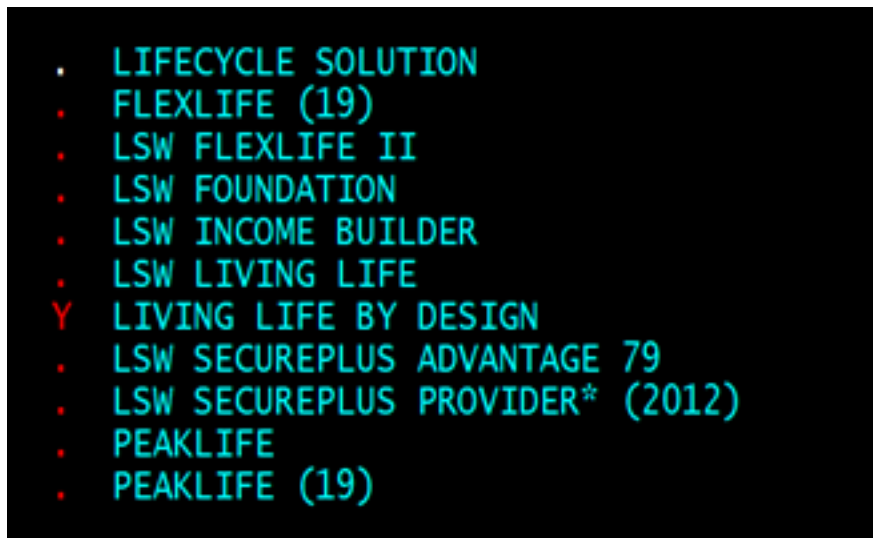 . LIFECYCLE SOLUTION
. FLEXLIFE (19)
. LSW FLEXLIFE II
. LSW FOUNDATION
. LSW INCOME BUILDER
. LSW LIVING LIFE
Y LIVING LIFE BY DESIGN
. LSW SECUREPLUS ADVANTAGE 79
. LSW SECUREPLUS PROVIDER* (2012)
. PEAKLIFE
. PEAKLIFE (19)